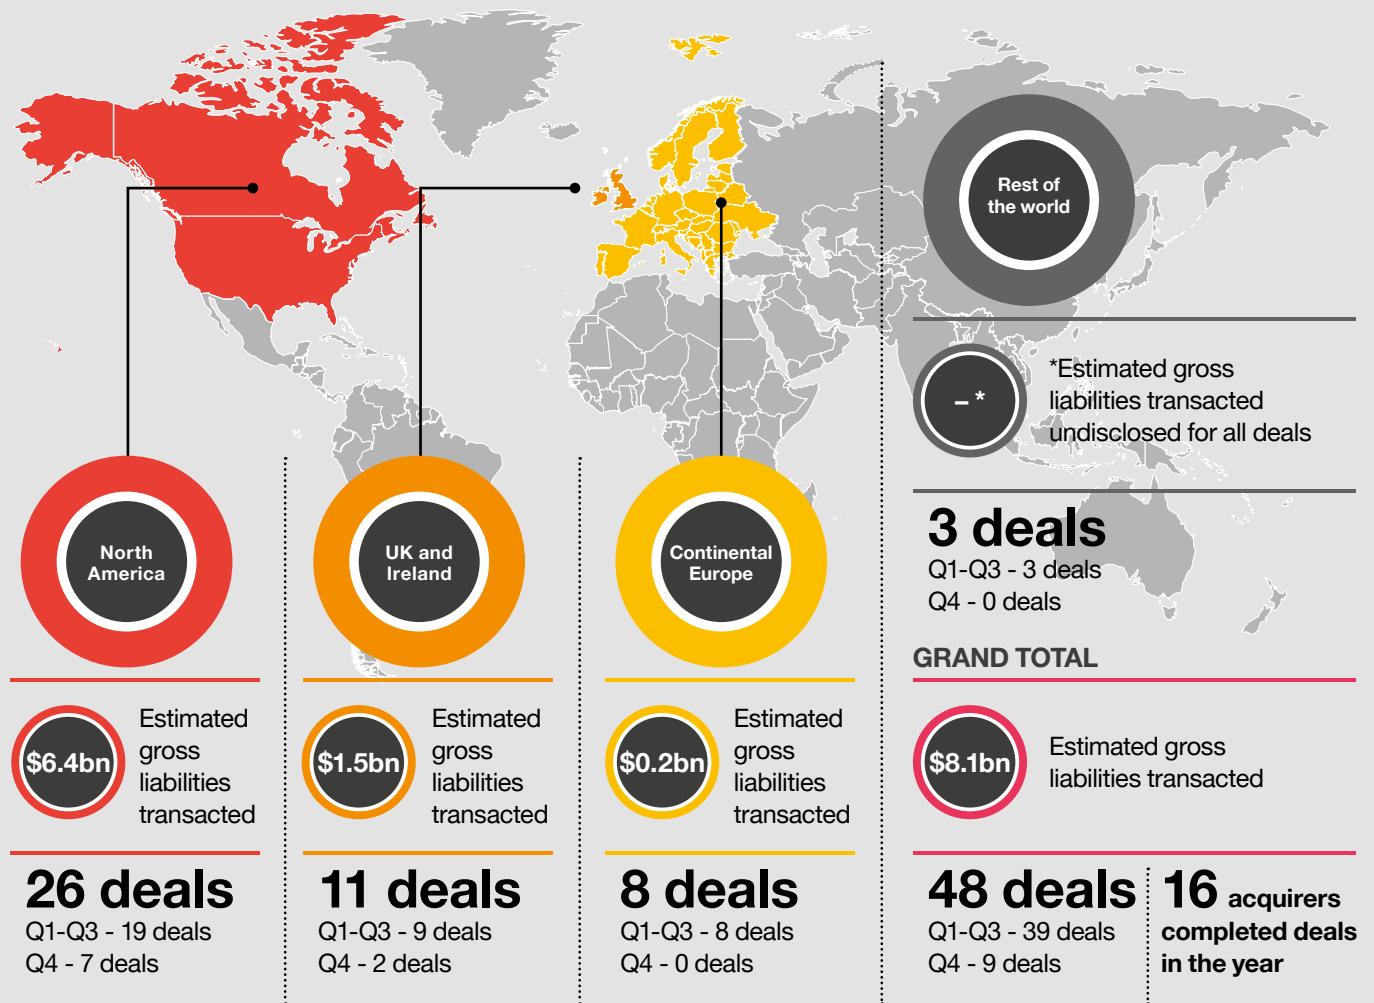 North
America
$6.4bn
Estimated
gross
liabilities
transacted
26 deals
Q1-Q3 - 19 deals
Q4 - 7 deals
UK and
Ireland
$1.5bn
Estimated
gross
liabilities
transacted
11 deals
Q1-Q3 - 9 deals
Q4 - 2 deals
Continental
Europe
$0.2bn
Estimated
gross
liabilities
transacted
8 deals
Q1-Q3 - 8 deals
Q4 - 0 deals
Rest of
the world
– *
*Estimated gross
liabilities transacted
undisclosed for all deals
3 deals
Q1-Q3 - 3 deals
Q4 - 0 deals
GRAND TOTAL
$8.1bn
Estimated gross
liabilities transacted
48 deals
Q1-Q3 - 39 deals
Q4 - 9 deals
16 acquirers
completed deals
in the year